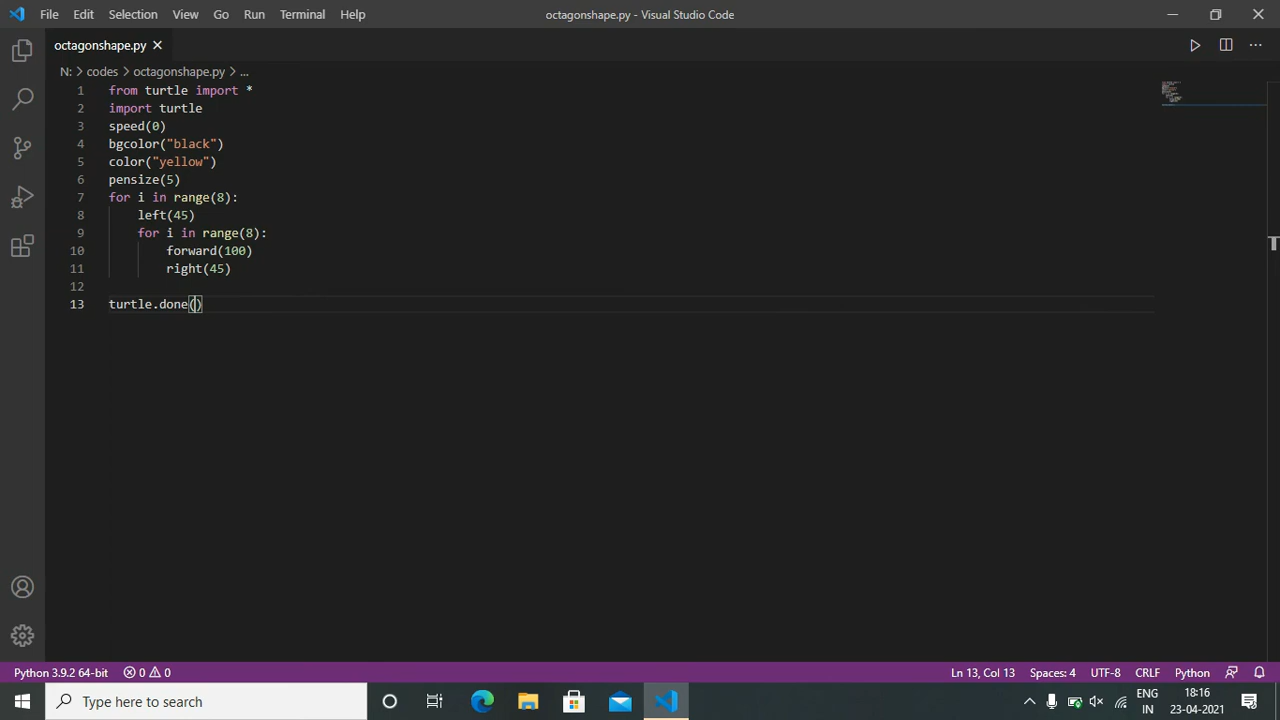 File Edit Selection View Go Run Terminal Help octagonshape.py - Visual Studio Code
octagonshape.py
N: > codes > octagonshape.py > ...
1 from turtle import *
2 import turtle
3 speed(0)
4 bgcolor("black")
5 color("yellow")
6 pensize(5)
7 for i in range(8):
8     left(45)
9     for i in range(8):
10         forward(100)
11         right(45)
12
13 turtle.done()
Python 3.9.2 64-bit 0 0 Ln 13, Col 13 Spaces: 4 UTF-8 CRLF Python
Type here to search
ENG 18:16
IN 23-04-2021